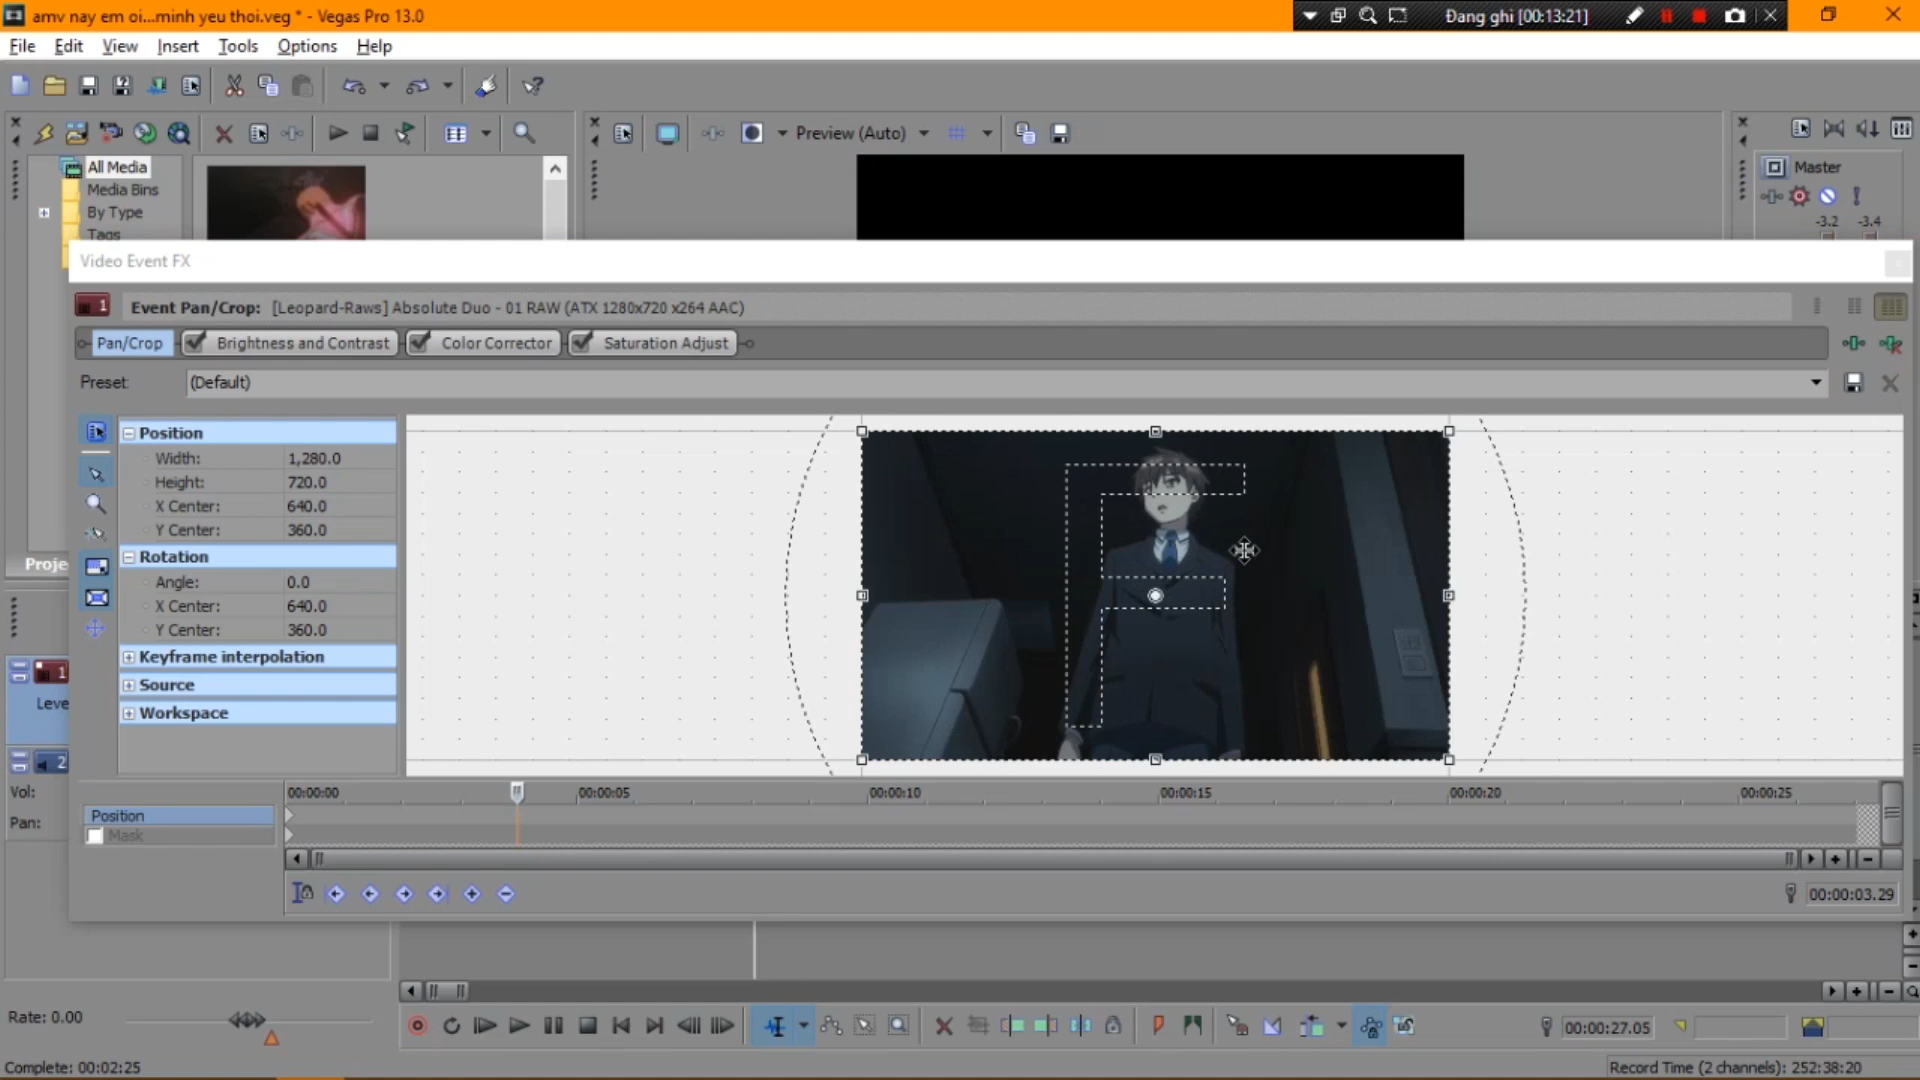 amv nay em oi...minh yeu thoi.veg * - Vegas Pro 13.0
Đang ghi [00:13:21]
File Edit View Insert Tools Options Help
Preview (Auto)
All Media
Media Bins
By Type
Tags
Master
-3.2 -3.4
Video Event FX
1
Event Pan/Crop: [Leopard-Raws] Absolute Duo - 01 RAW (ATX 1280x720 x264 AAC)
Pan/Crop Brightness and Contrast Color Corrector Saturation Adjust
Preset: (Default)
Position
Width: 1,280.0
Height: 720.0
X Center: 640.0
Y Center: 360.0
Rotation
Angle: 0.0
X Center: 640.0
Y Center: 360.0
Keyframe interpolation
Source
Workspace
Proje
1
Leve
2
Vol:
Pan:
00:00:00 00:00:05 00:00:10 00:00:15 00:00:20 00:00:25
Position
Mask
00:00:03.29
Rate: 0.00
00:00:27.05
Complete: 00:02:25
Record Time (2 channels): 252:38:20